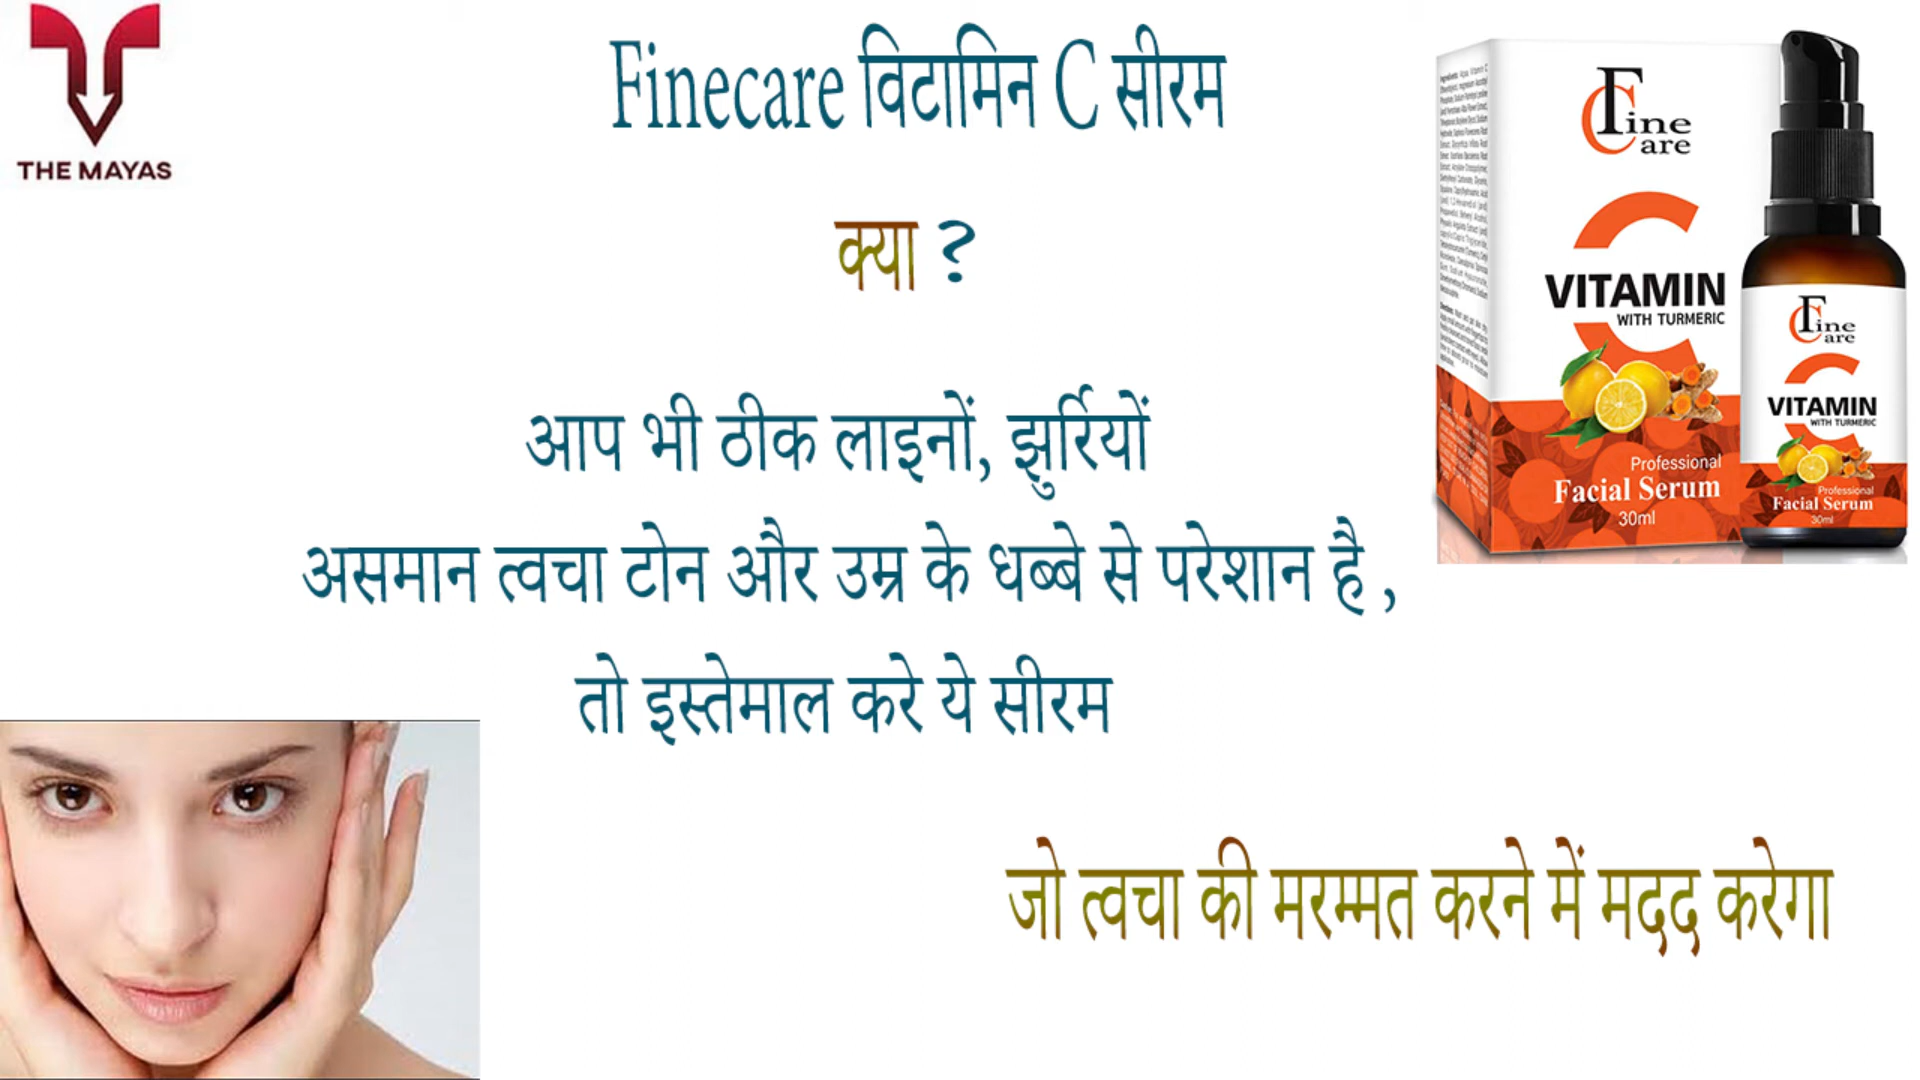 THE MAYAS
Finecare विटामिन C सीरम
क्या ?
आप भी ठीक लाइनों, झुर्रियों
असमान त्वचा टोन और उम्र के धब्बे से परेशान है ,
तो इस्तेमाल करे ये सीरम
जो त्वचा की मरम्मत करने में मदद करेगा
Fine
Care
VITAMIN
WITH TURMERIC
Professional
Facial Serum
30ml
Fine
Care
VITAMIN
WITH TURMERIC
Professional
Facial Serum
30ml